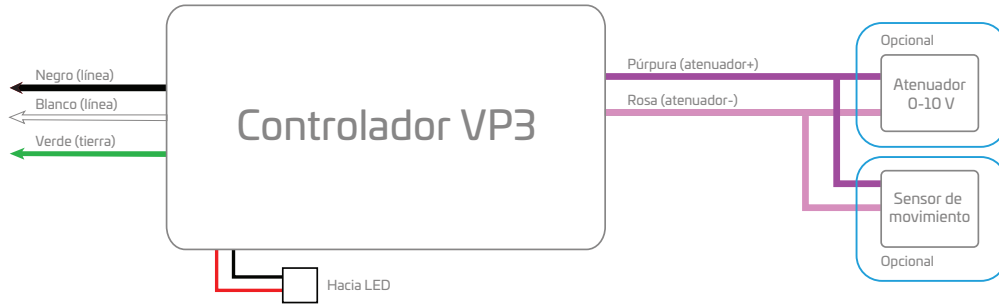 Negro (línea)
Blanco (línea)
Verde (tierra)
Controlador VP3
Hacia LED
Púrpura (atenuador+)
Rosa (atenuador-)
Opcional
Atenuador
0-10 V
Sensor de
movimiento
Opcional